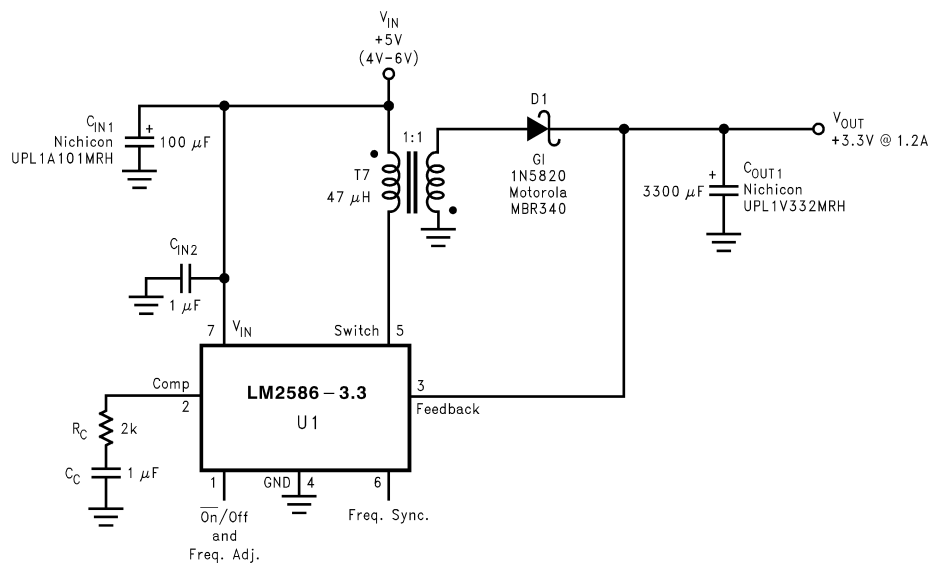 V_IN
+5V
(4V–6V)
C_IN1
Nichicon
UPL1A101MRH
+
100 μF
1:1
T7
47 μH
D1
GI
1N5820
Motorola
MBR340
V_OUT
+3.3V @ 1.2A
+
3300 μF
C_OUT1
Nichicon
UPL1V332MRH
C_IN2
1 μF
7 V_IN
Switch 5
Comp
2
LM2586–3.3
U1
3
Feedback
R_C 2k
C_C 1 μF
1
GND 4
6
On/Off
and
Freq. Adj.
Freq. Sync.